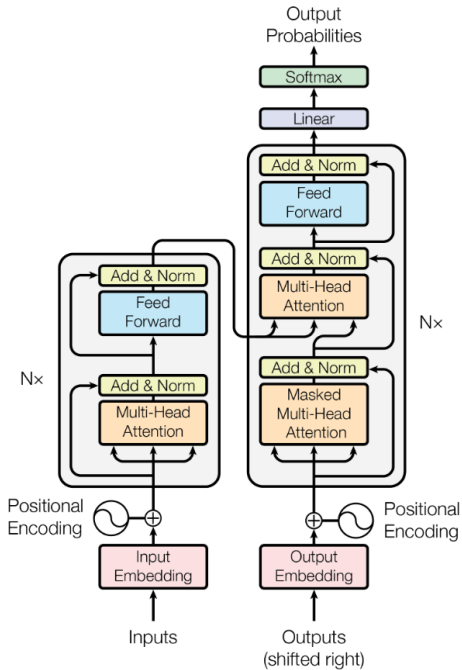 Output
Probabilities
Softmax
Linear
Add & Norm
Feed
Forward
Add & Norm
Multi-Head
Attention
Add & Norm
Masked
Multi-Head
Attention
N×
Positional
Encoding
Output
Embedding
Outputs
(shifted right)
Add & Norm
Feed
Forward
Add & Norm
Multi-Head
Attention
N×
Positional
Encoding
Input
Embedding
Inputs